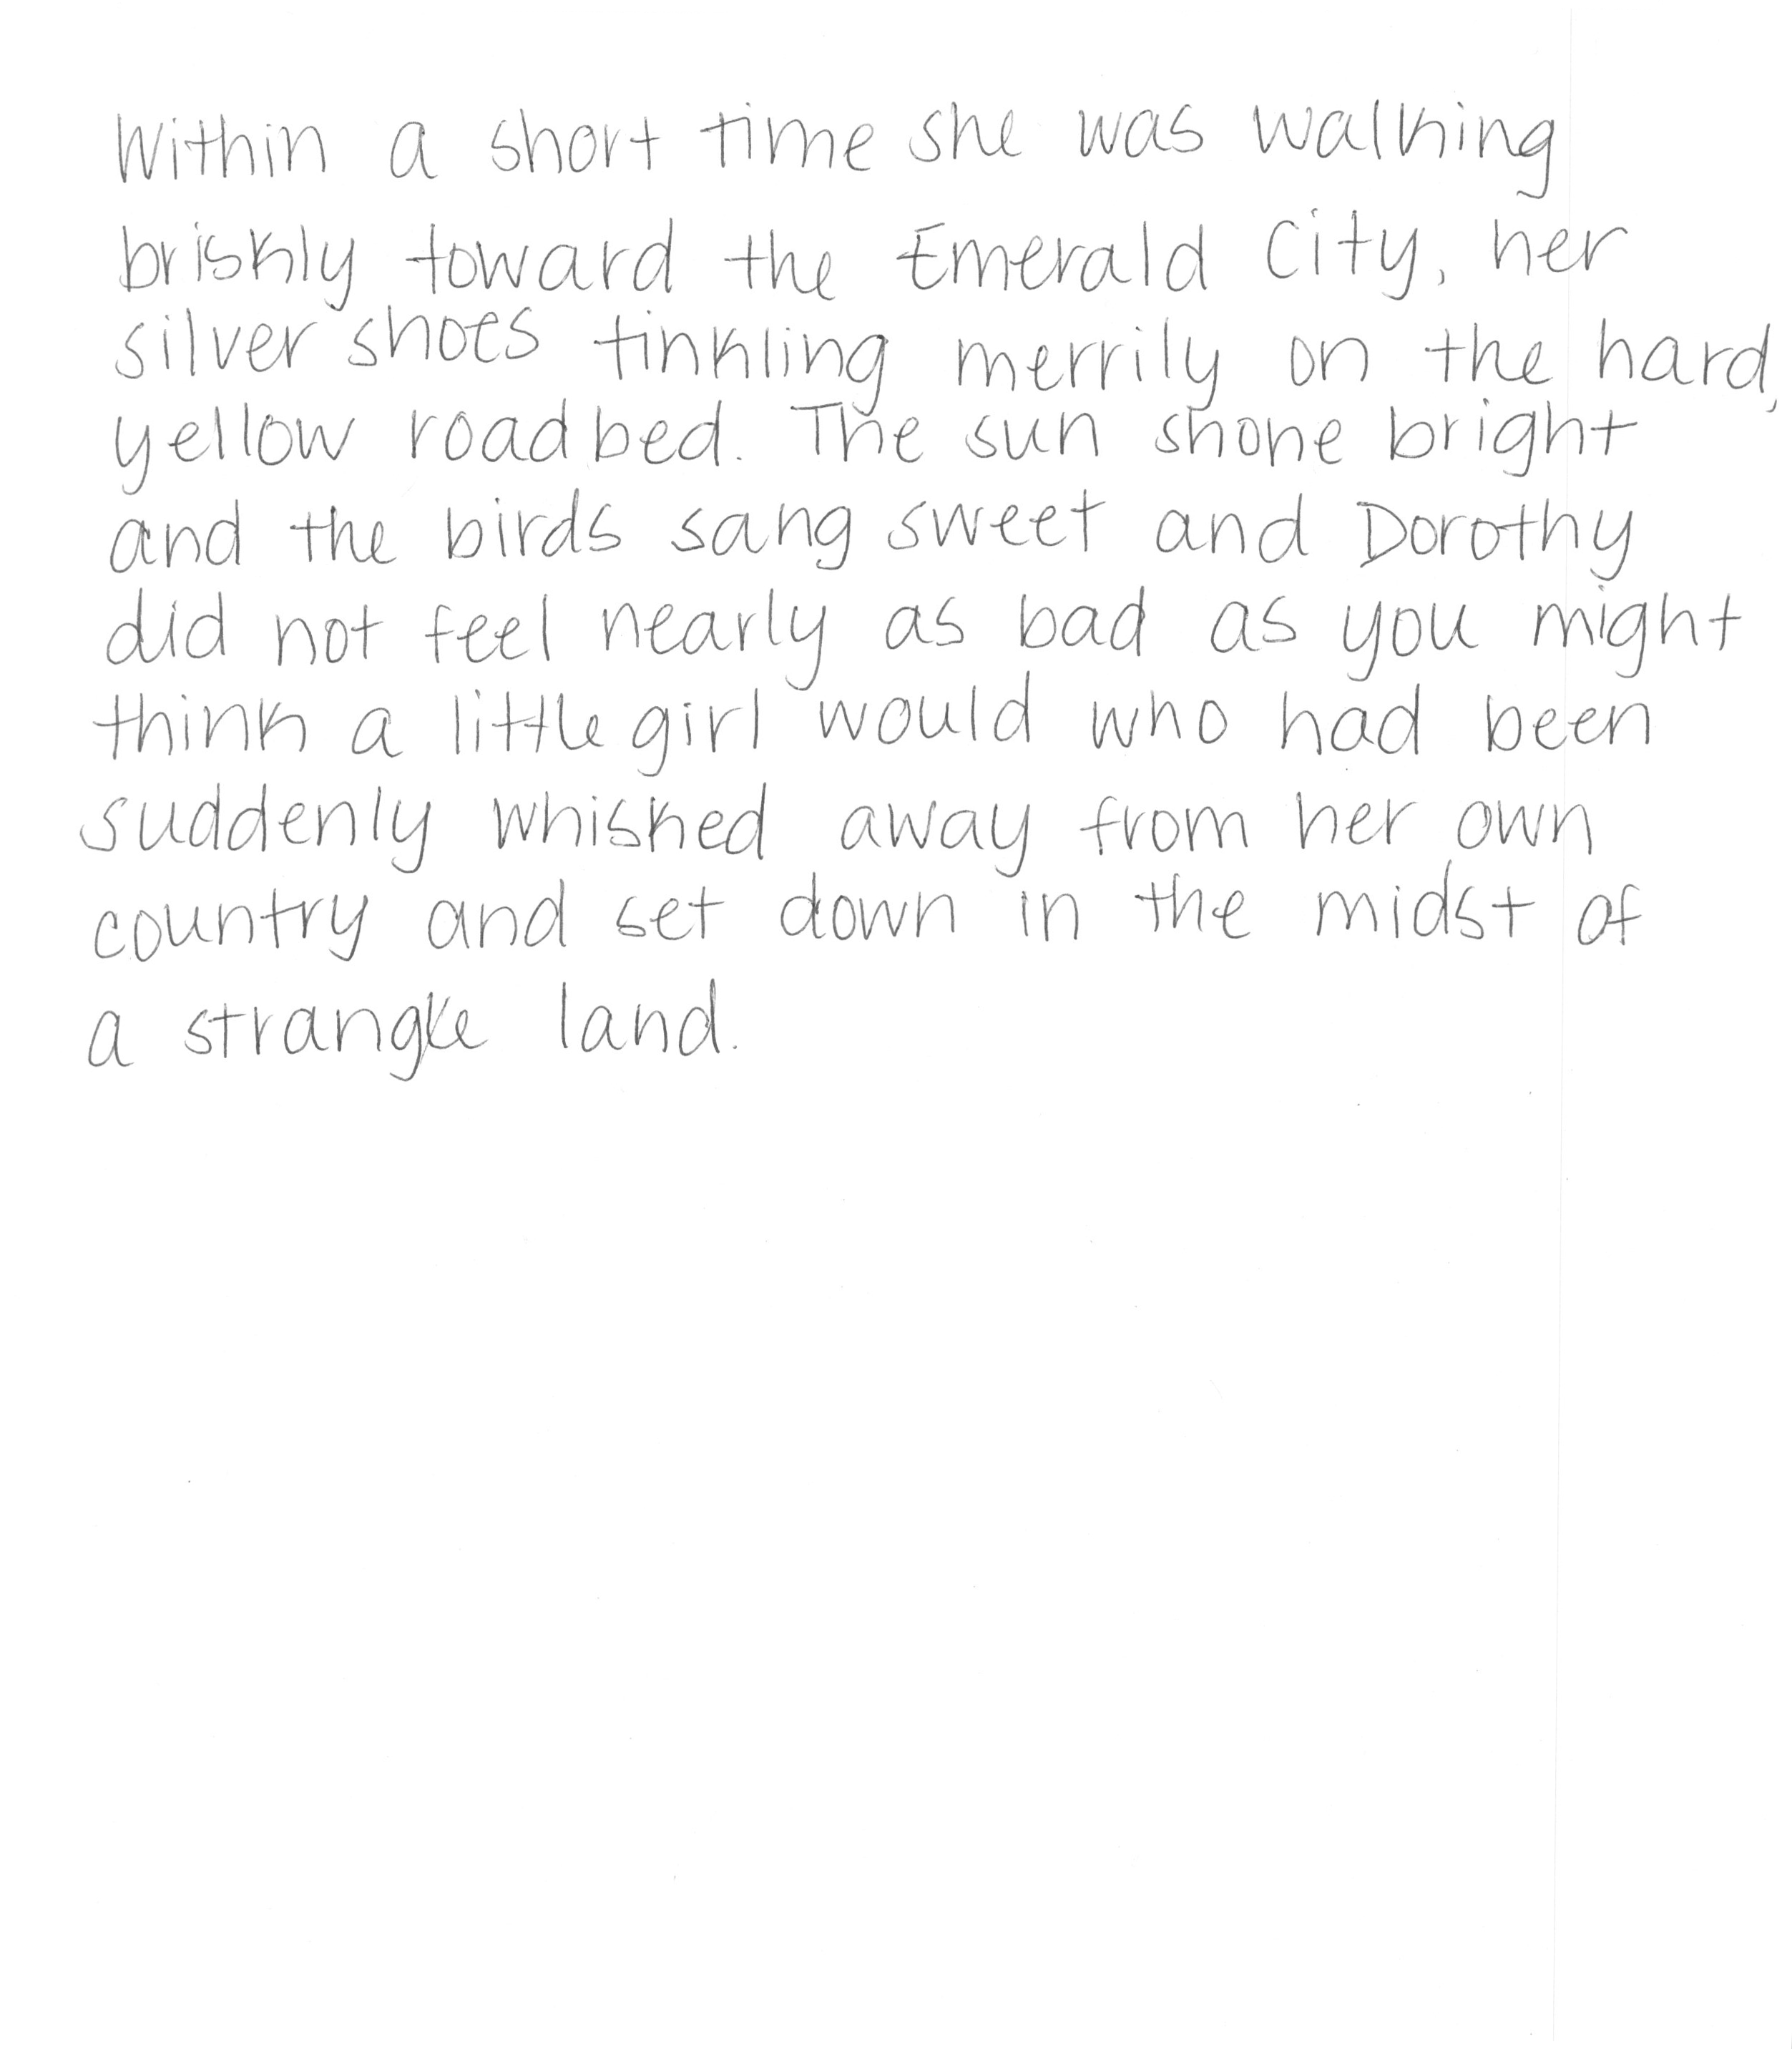 Within a short time she was walking
briskly toward the Emerald City, her
silver shoes tinkling merrily on the hard,
yellow roadbed. The sun shone bright
and the birds sang sweet and Dorothy
did not feel nearly as bad as you might
think a little girl would who had been
suddenly whisked away from her own
country and set down in the midst of
a strange land.